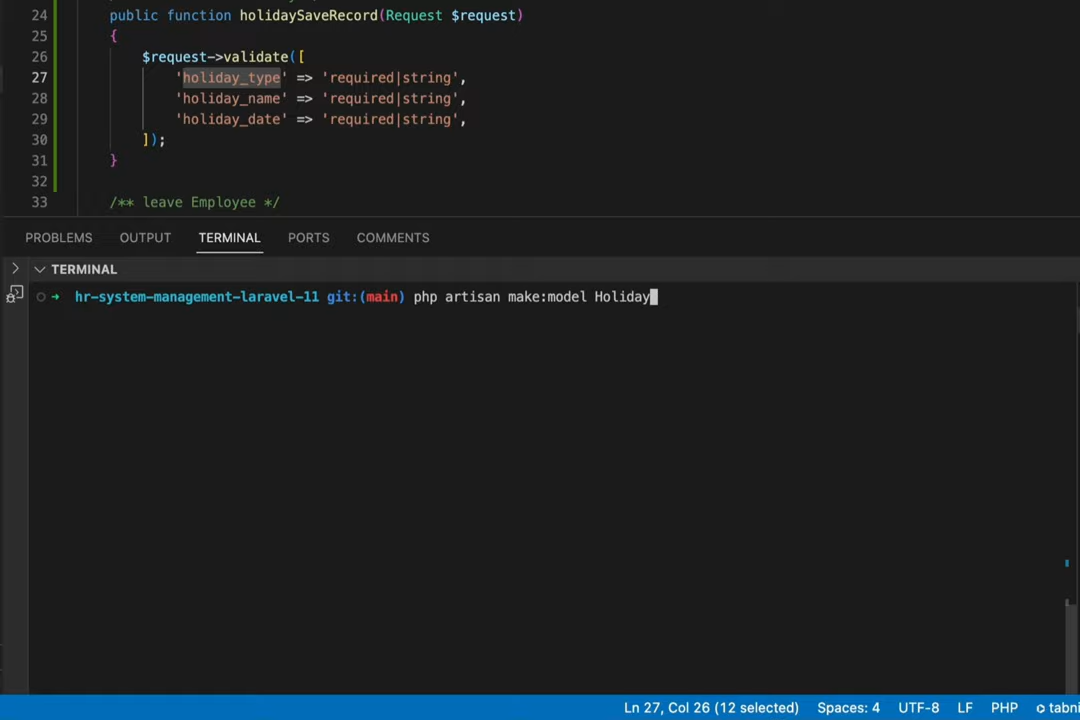 24 public function holidaySaveRecord(Request $request)
25 {
26 $request->validate([
27 'holiday_type' => 'required|string',
28 'holiday_name' => 'required|string',
29 'holiday_date' => 'required|string',
30 ]);
31 }
32
33 /** leave Employee */
PROBLEMS OUTPUT TERMINAL PORTS COMMENTS
TERMINAL
hr-system-management-laravel-11 git:(main) php artisan make:model Holiday
Ln 27, Col 26 (12 selected) Spaces: 4 UTF-8 LF PHP tabni